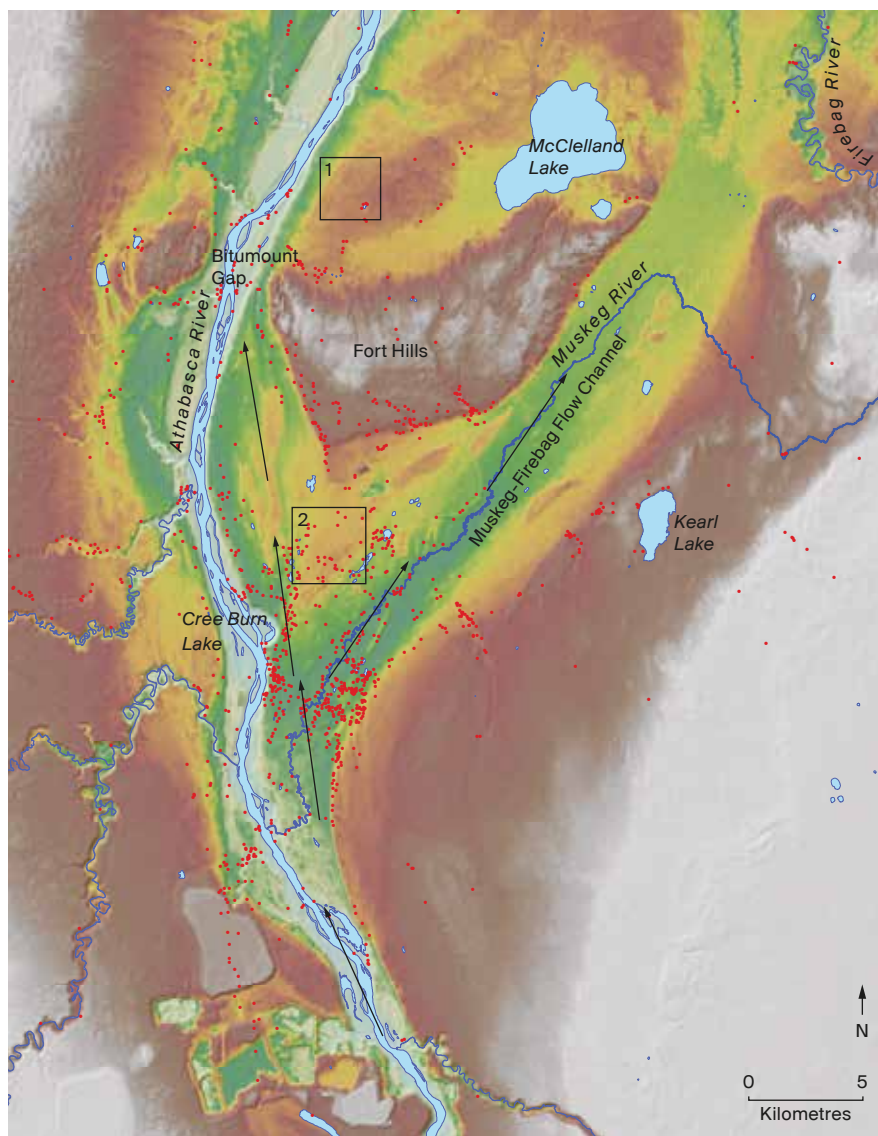 Firebag River
McClelland
Lake
1
Bitumount
Gap
Athabasca River
Muskeg River
Fort Hills
Muskeg-Firebag Flow Channel
2
Kearl
Lake
Cree Burn
Lake
N
0 5
Kilometres